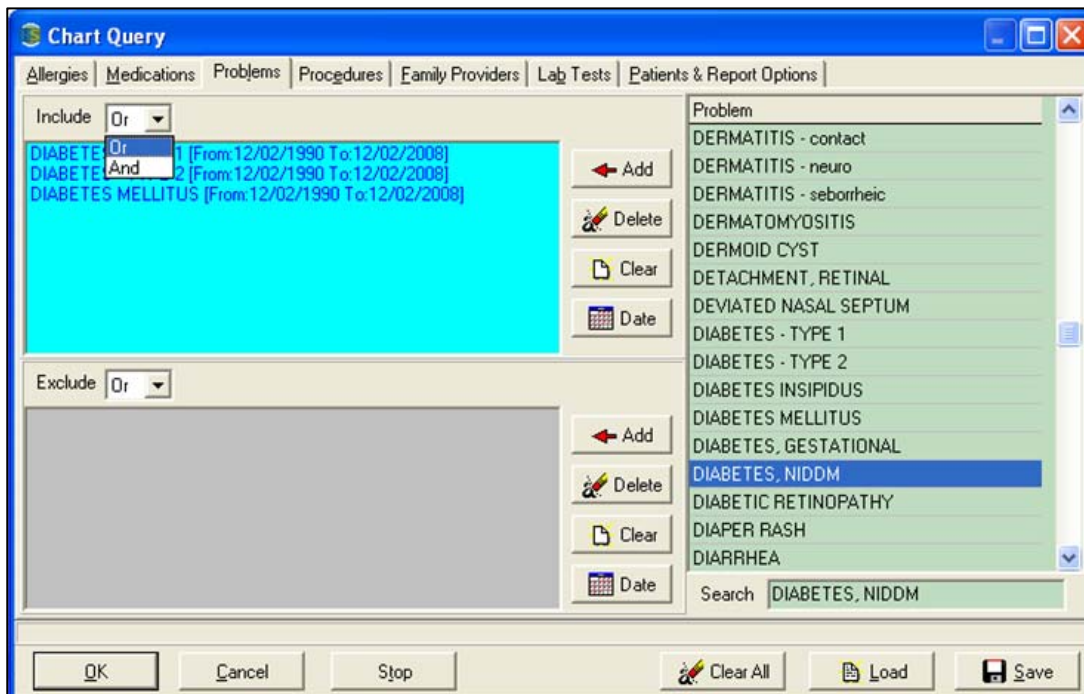 Chart Query
Allergies Medications Problems Procedures Family Providers Lab Tests Patients & Report Options
Include Or
Or
And
DIABETES 1 [From:12/02/1990 To:12/02/2008]
2 [From:12/02/1990 To:12/02/2008]
DIABETES MELLITUS [From:12/02/1990 To:12/02/2008]
Add
Delete
Clear
Date
Exclude Or
Add
Delete
Clear
Date
Problem
DERMATITIS - contact
DERMATITIS - neuro
DERMATITIS - seborrheic
DERMATOMYOSITIS
DERMOID CYST
DETACHMENT, RETINAL
DEVIATED NASAL SEPTUM
DIABETES - TYPE 1
DIABETES - TYPE 2
DIABETES INSIPIDUS
DIABETES MELLITUS
DIABETES, GESTATIONAL
DIABETES, NIDDM
DIABETIC RETINOPATHY
DIAPER RASH
DIARRHEA
Search DIABETES, NIDDM
OK Cancel Stop Clear All Load Save